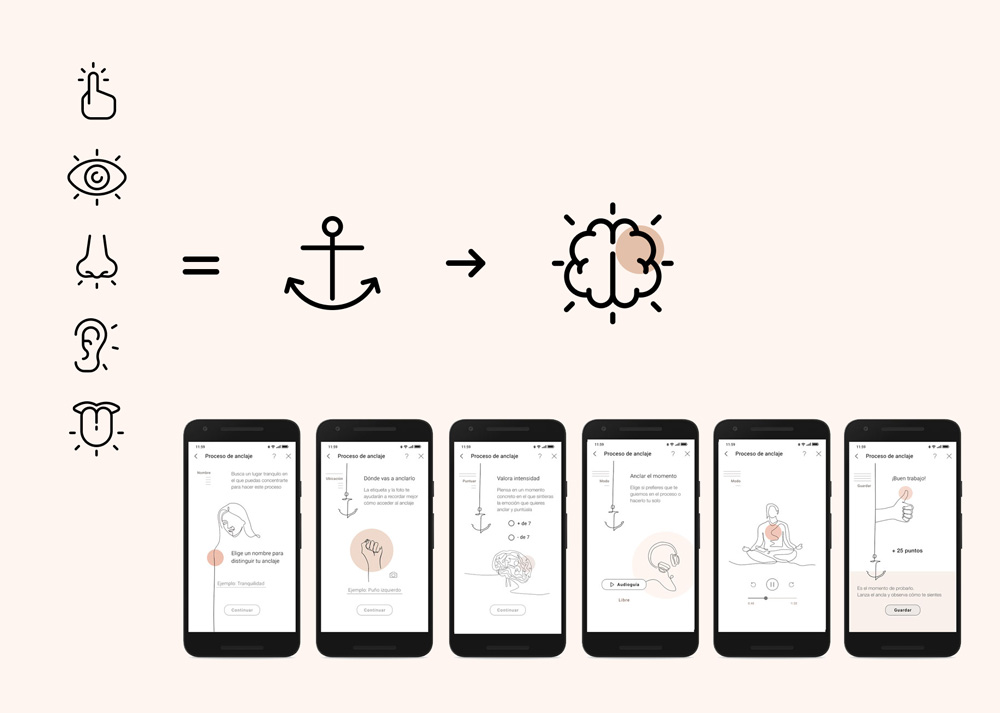 11:59
Proceso de anclaje ?
Nombre
Busca un lugar tranquilo en
el que puedas concentrarte
para hacer este proceso
Elige un nombre para
distinguir tu anclaje
Ejemplo: Tranquilidad
Continuar
11:59
Proceso de anclaje ?
Ubicación
Dónde vas a anclarlo
La etiqueta y la foto te
ayudarán a recordar mejor
cómo acceder al anclaje
Ejemplo: Puño izquierdo
Continuar
11:59
Proceso de anclaje ?
Puntuar
Valora intensidad
Piensa en un momento
concreto en el que sintieras
la emoción que quieres
anclar y puntúala
+ de 7
- de 7
Continuar
11:59
Proceso de anclaje ?
Modo
Anclar el momento
Elige si prefieres que te
guiemos en el proceso o
hacerlo tu solo
Audioguía
Libre
11:59
Proceso de anclaje ?
Modo
11:59
Proceso de anclaje ?
Guardar
¡Buen trabajo!
+ 25 puntos
Es el momento de probarlo.
Lanza el ancla y observa cómo te sientes
Guardar